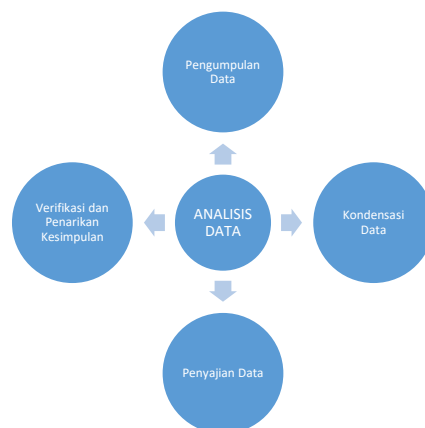 Pengumpulan
Data
Verifikasi dan
Penarikan
Kesimpulan
ANALISIS
DATA
Kondensasi
Data
Penyajian Data